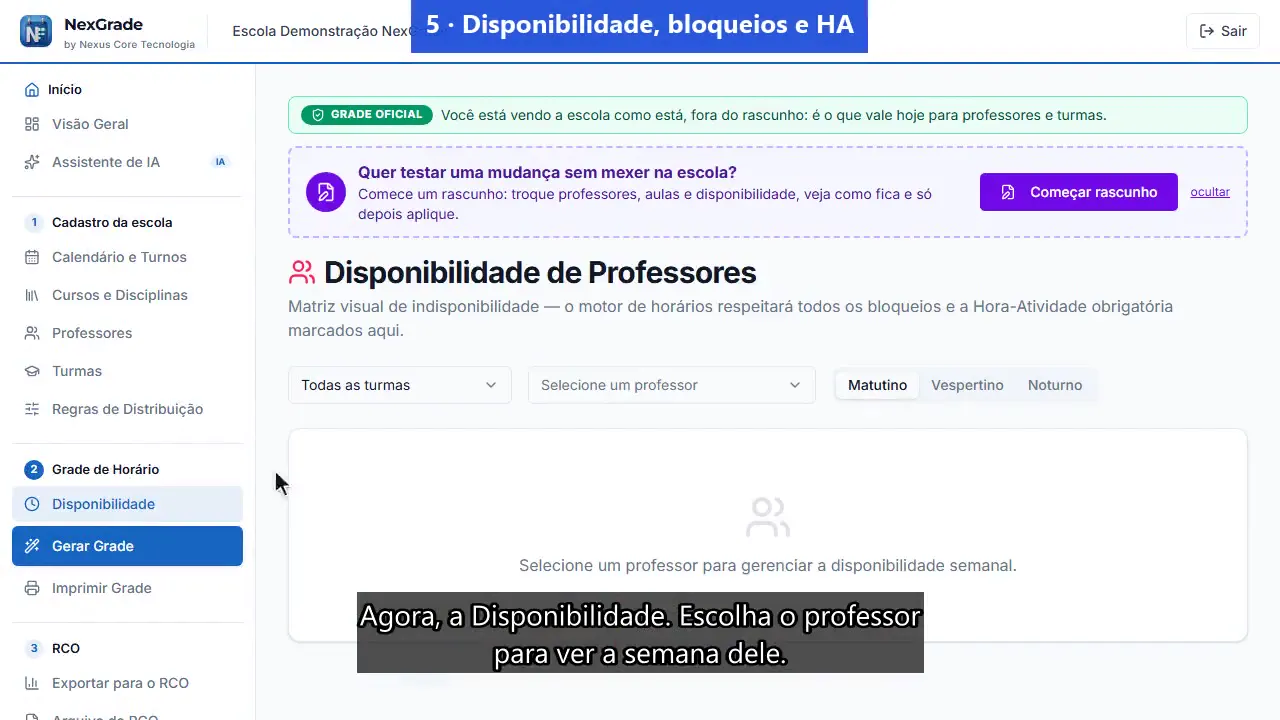 NexGrade
by Nexus Core Tecnologia
Escola Demonstração Nex
5 · Disponibilidade, bloqueios e HA
Sair
Início
Visão Geral
Assistente de IA
IA
1 Cadastro da escola
Calendário e Turnos
Cursos e Disciplinas
Professores
Turmas
Regras de Distribuição
2 Grade de Horário
Disponibilidade
Gerar Grade
Imprimir Grade
3 RCO
Exportar para o RCO
Arquivo do RCO
GRADE OFICIAL Você está vendo a escola como está, fora do rascunho: é o que vale hoje para professores e turmas.
Quer testar uma mudança sem mexer na escola?
Comece um rascunho: troque professores, aulas e disponibilidade, veja como fica e só
depois aplique.
Começar rascunho
ocultar
Disponibilidade de Professores
Matriz visual de indisponibilidade — o motor de horários respeitará todos os bloqueios e a Hora-Atividade obrigatória
marcados aqui.
Todas as turmas
Selecione um professor
Matutino Vespertino Noturno
Selecione um professor para gerenciar a disponibilidade semanal.
Agora, a Disponibilidade. Escolha o professor
para ver a semana dele.